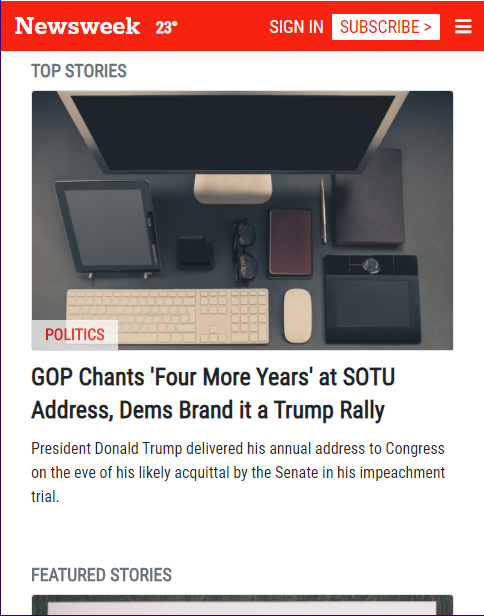 Newsweek 23° SIGN IN SUBSCRIBE >
TOP STORIES
POLITICS
GOP Chants 'Four More Years' at SOTU
Address, Dems Brand it a Trump Rally
President Donald Trump delivered his annual address to Congress
on the eve of his likely acquittal by the Senate in his impeachment
trial.
FEATURED STORIES